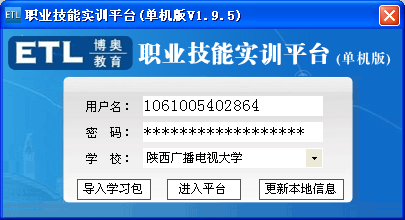 ETL 职业技能实训平台(单机版V1.9.5)
ETL 博奥教育 职业技能实训平台(单机版)
用户名: 1061005402864
密 码: ******************
学 校: 陕西广播电视大学
导入学习包 进入平台 更新本地信息